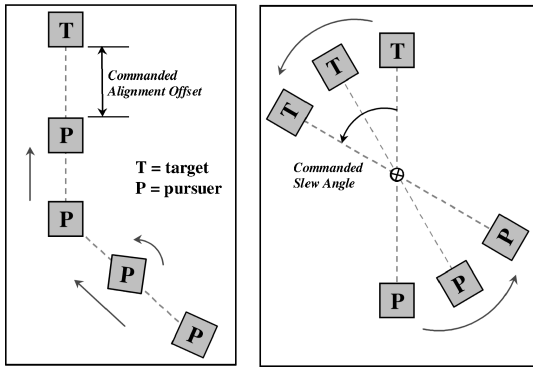 T
Commanded
Alignment Offset
P
T = target
P = pursuer
P
P
P
T
T
T
Commanded
Slew Angle
P
P
P